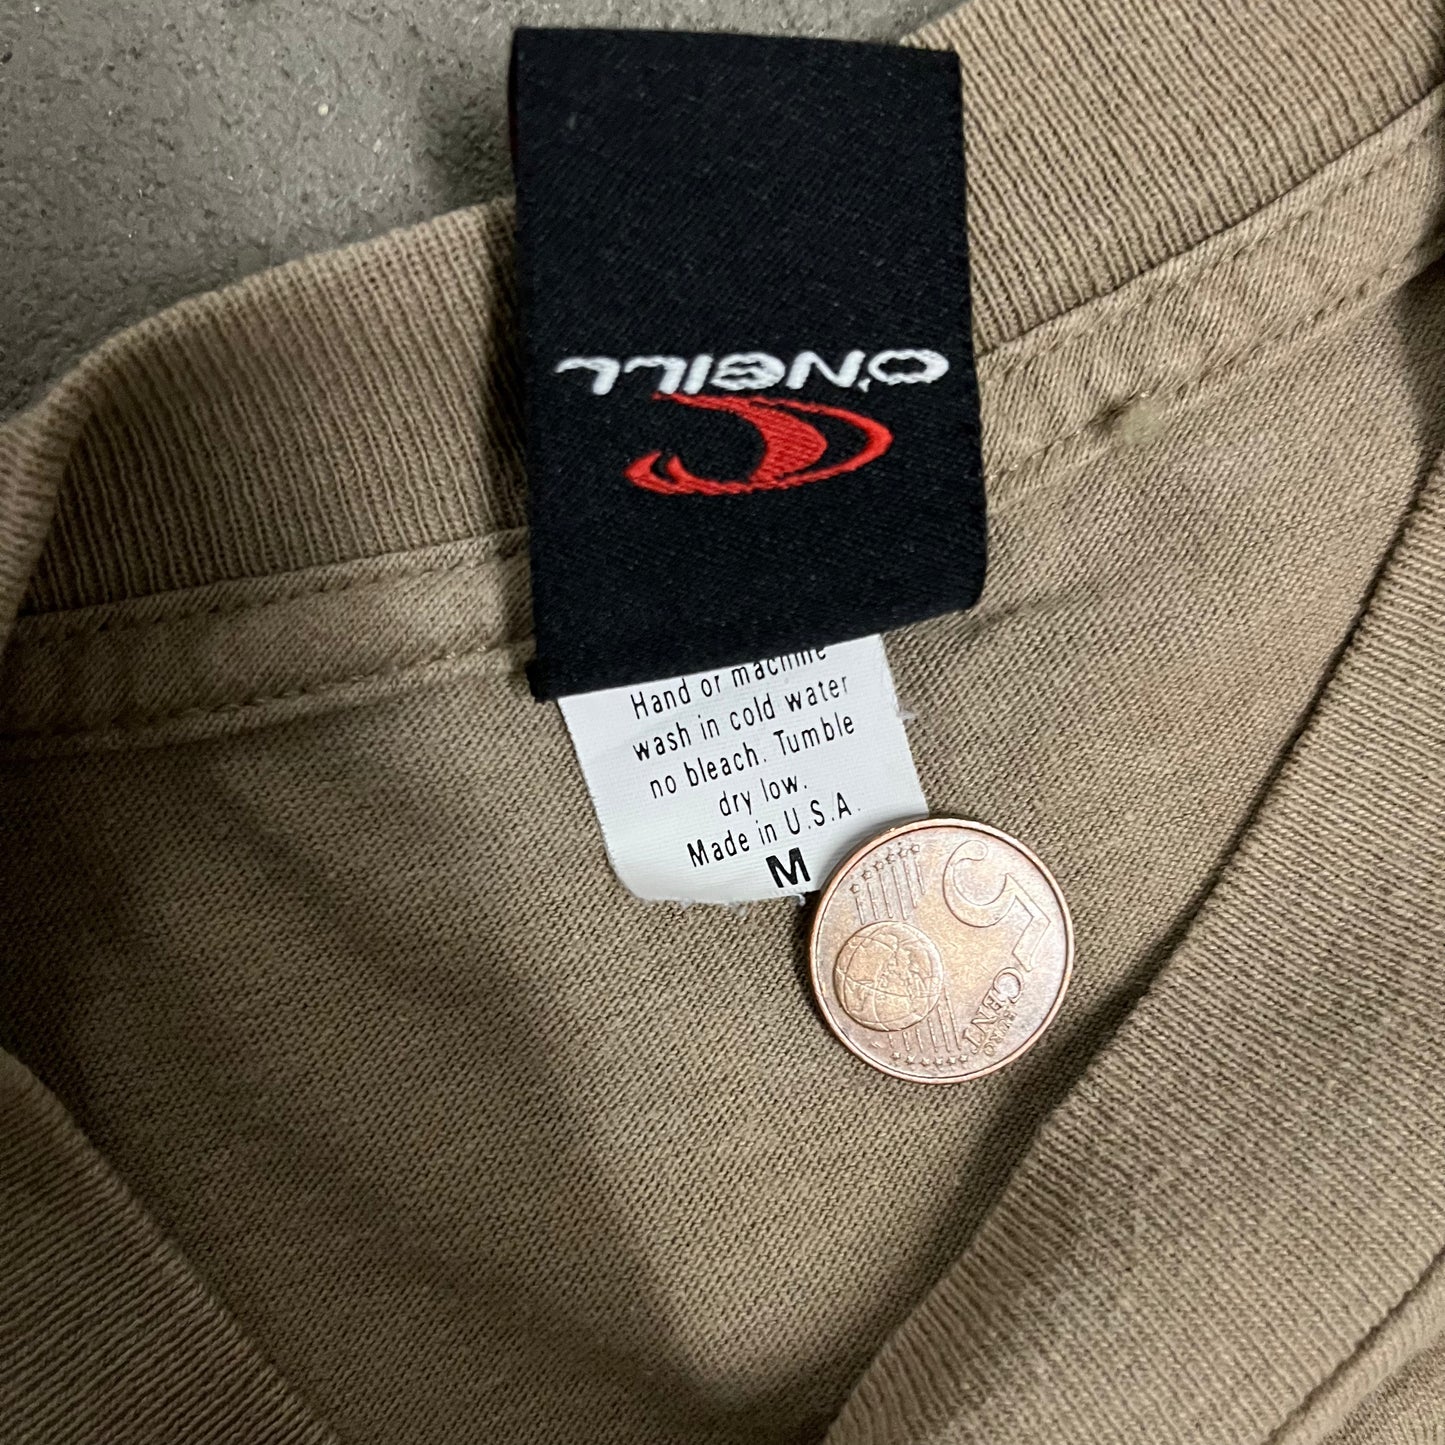 O'NEILL
Hand or machine
wash in cold water
no bleach. Tumble
dry low.
Made in U.S.A.
M
5
CENT
EURO